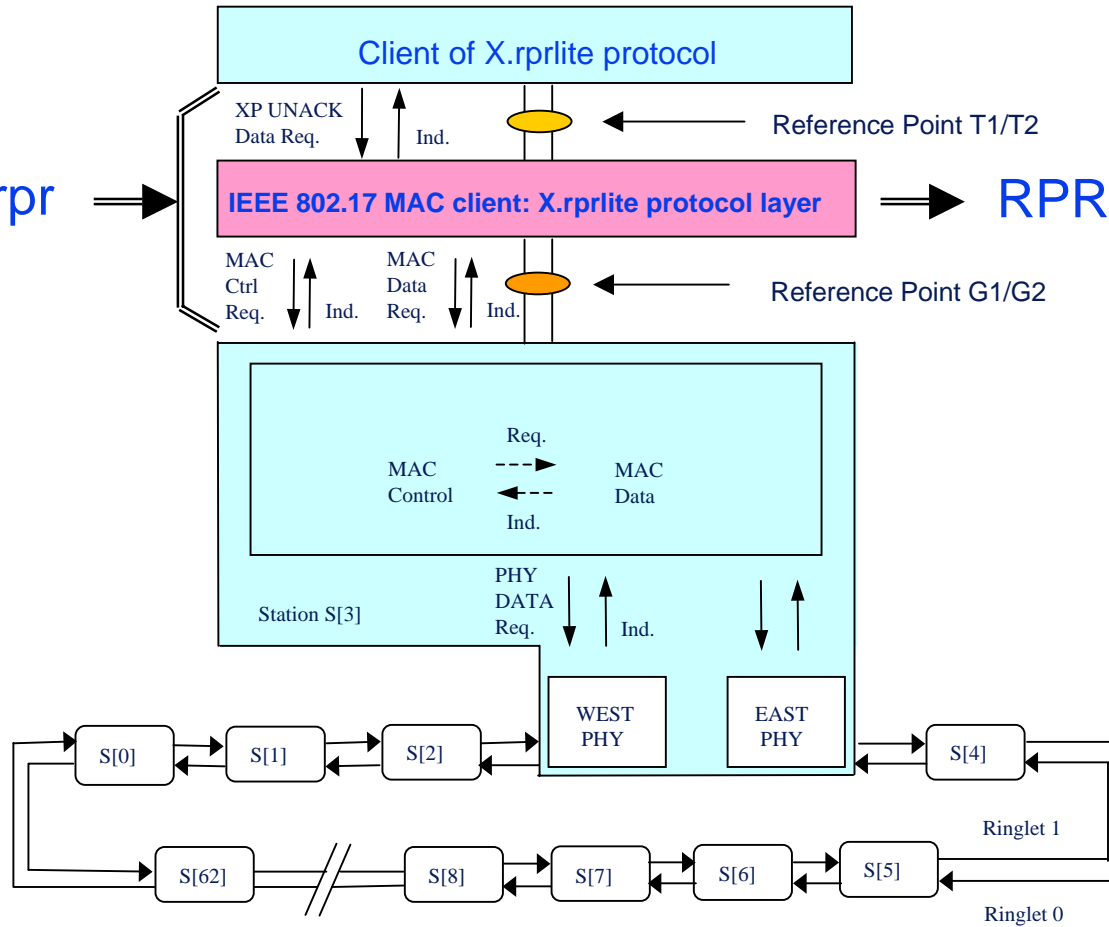 Client of X.rprlite protocol
XP UNACK
Data Req.
Ind.
Reference Point T1/T2
rpr
IEEE 802.17 MAC client: X.rprlite protocol layer
RPR
MAC
Ctrl
Req.
Ind.
MAC
Data
Req.
Ind.
Reference Point G1/G2
Req.
MAC
Control
MAC
Data
Ind.
Station S[3]
PHY
DATA
Req.
Ind.
WEST
PHY
EAST
PHY
S[0]
S[1]
S[2]
S[4]
Ringlet 1
S[62]
S[8]
S[7]
S[6]
S[5]
Ringlet 0